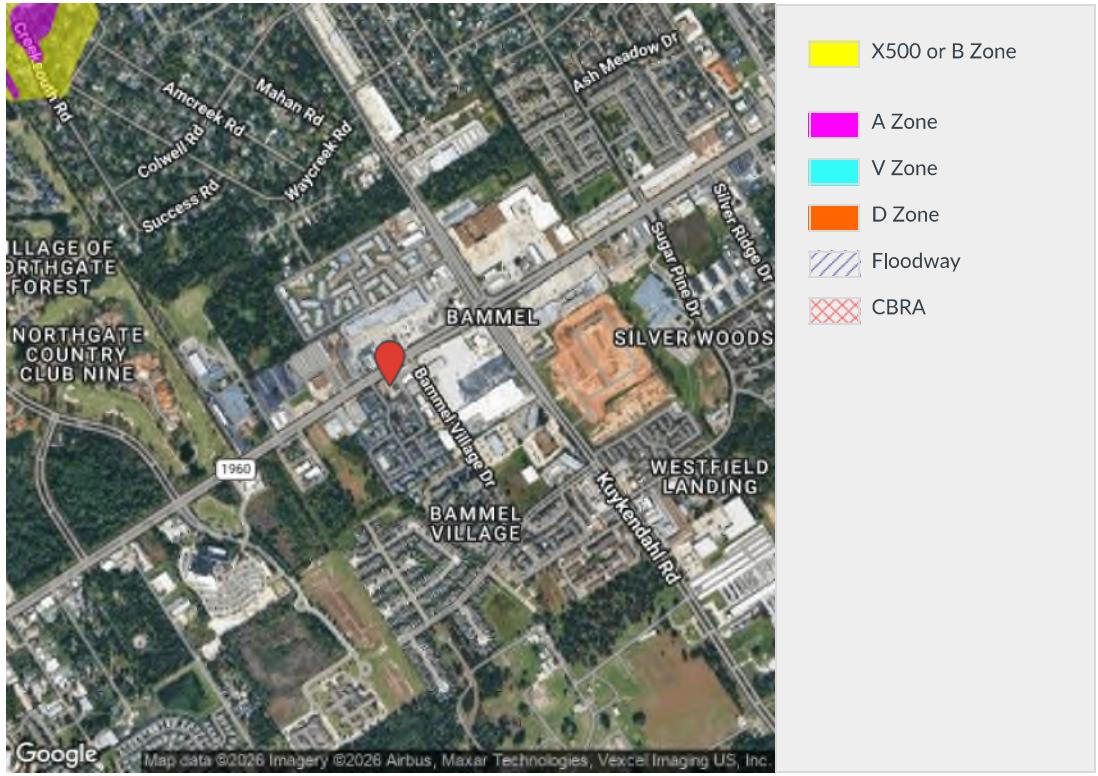 Creek South Rd
Amcreek Rd
Mahan Rd
Colwell Rd
Waycreek Rd
Success Rd
Ash Meadow Dr
Silver Ridge Dr
Sugar Pine Dr
ILLAGE OF
ORTHGATE
FOREST
NORTHGATE
COUNTRY
CLUB NINE
BAMMEL
SILVER WOODS
Bammel Village Dr
1960
WESTFIELD
LANDING
BAMMEL
VILLAGE
Kuykendahl Rd
Google
Map data ©2026 Imagery ©2026 Airbus, Maxar Technologies, Vexcel Imaging US, Inc.
X500 or B Zone
A Zone
V Zone
D Zone
Floodway
CBRA